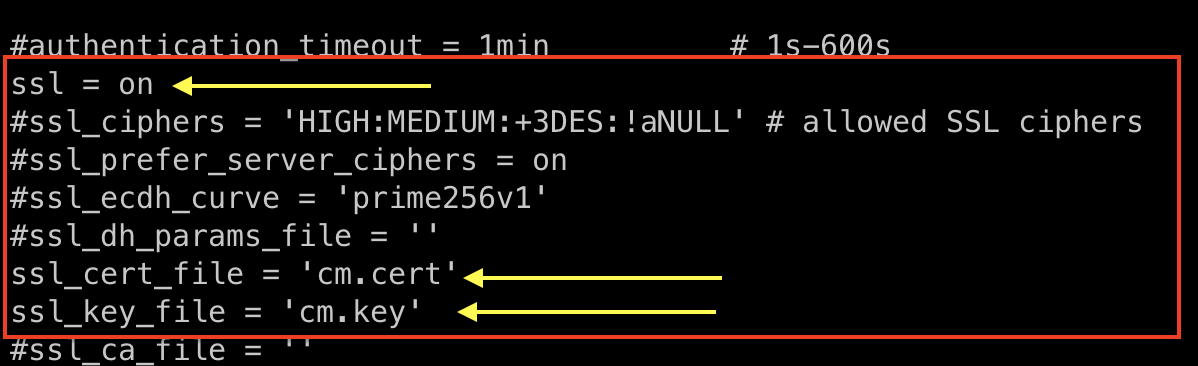 #authentication_timeout = 1min # 1s-600s
ssl = on
#ssl_ciphers = 'HIGH:MEDIUM:+3DES:!aNULL' # allowed SSL ciphers
#ssl_prefer_server_ciphers = on
#ssl_ecdh_curve = 'prime256v1'
#ssl_dh_params_file = ''
ssl_cert_file = 'cm.cert'
ssl_key_file = 'cm.key'
#ssl_ca_file = ''